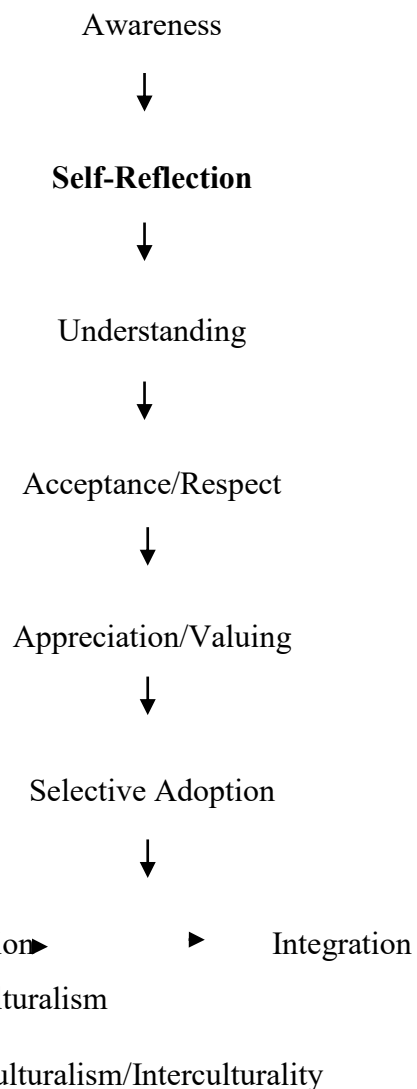 Awareness
Self-Reflection
Understanding
Acceptance/Respect
Appreciation/Valuing
Selective Adoption
Integration